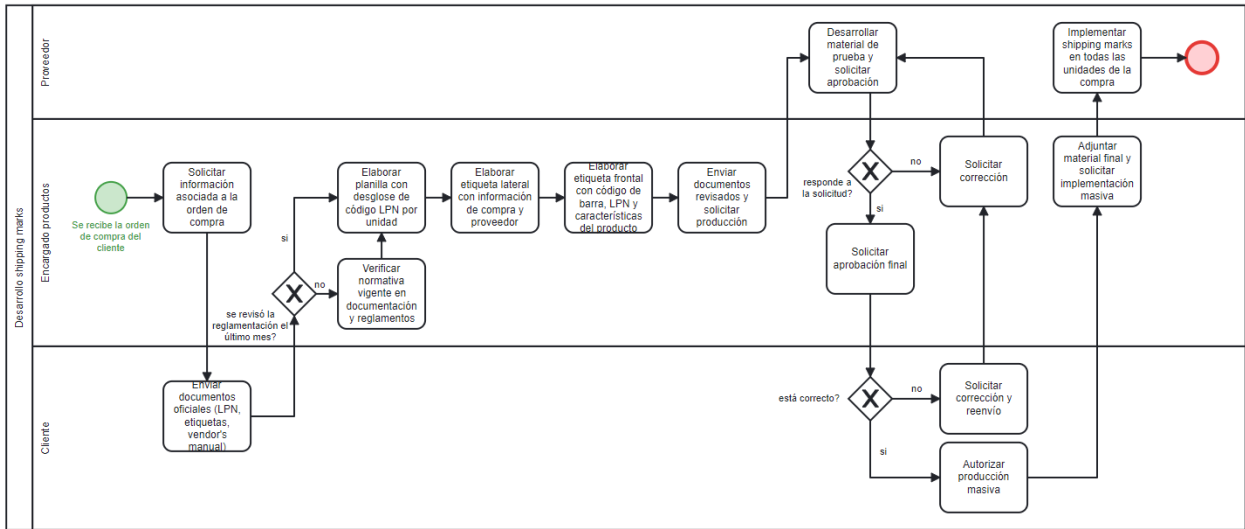 Desarrollo shipping marks
Proveedor
Desarrollar
material de
prueba y
solicitar
aprobación
Implementar
shipping marks
en todas las
unidades de la
compra
Encargado productos
Se recibe la orden
de compra del
cliente
Solicitar
información
asociada a la
orden de
compra
se revisó la
reglamentación el
último mes?
si
no
Elaborar
planilla con
desglose de
código LPN por
unidad
Verificar
normativa
vigente en
documentación
y reglamentos
Elaborar
etiqueta lateral
con información
de compra y
proveedor
Elaborar
etiqueta frontal
con código de
barra, LPN y
características
del producto
Enviar
documentos
revisados y
solicitar
producción
responde a
la solicitud?
no
si
Solicitar
corrección
Solicitar
aprobación final
Adjuntar
material final y
solicitar
implementación
masiva
Cliente
Enviar
documentos
oficiales (LPN,
etiquetas,
vendor's
manual)
está correcto?
no
si
Solicitar
corrección y
reenvío
Autorizar
producción
masiva